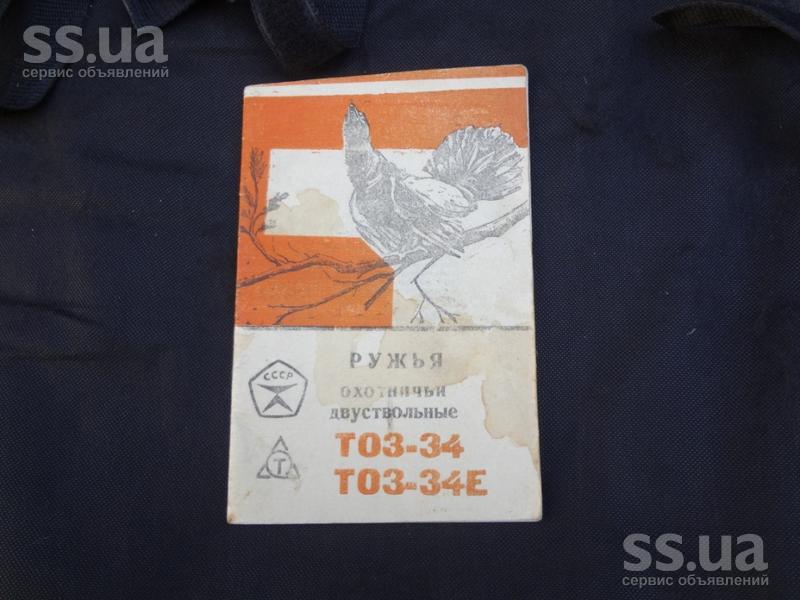 ss.ua
сервис объявлений
СССР
РУЖЬЯ
ОХОТНИЧЬИ
ДВУСТВОЛЬНЫЕ
Т
ТОЗ-34
ТОЗ-34Е
ss.ua
сервис объявлений